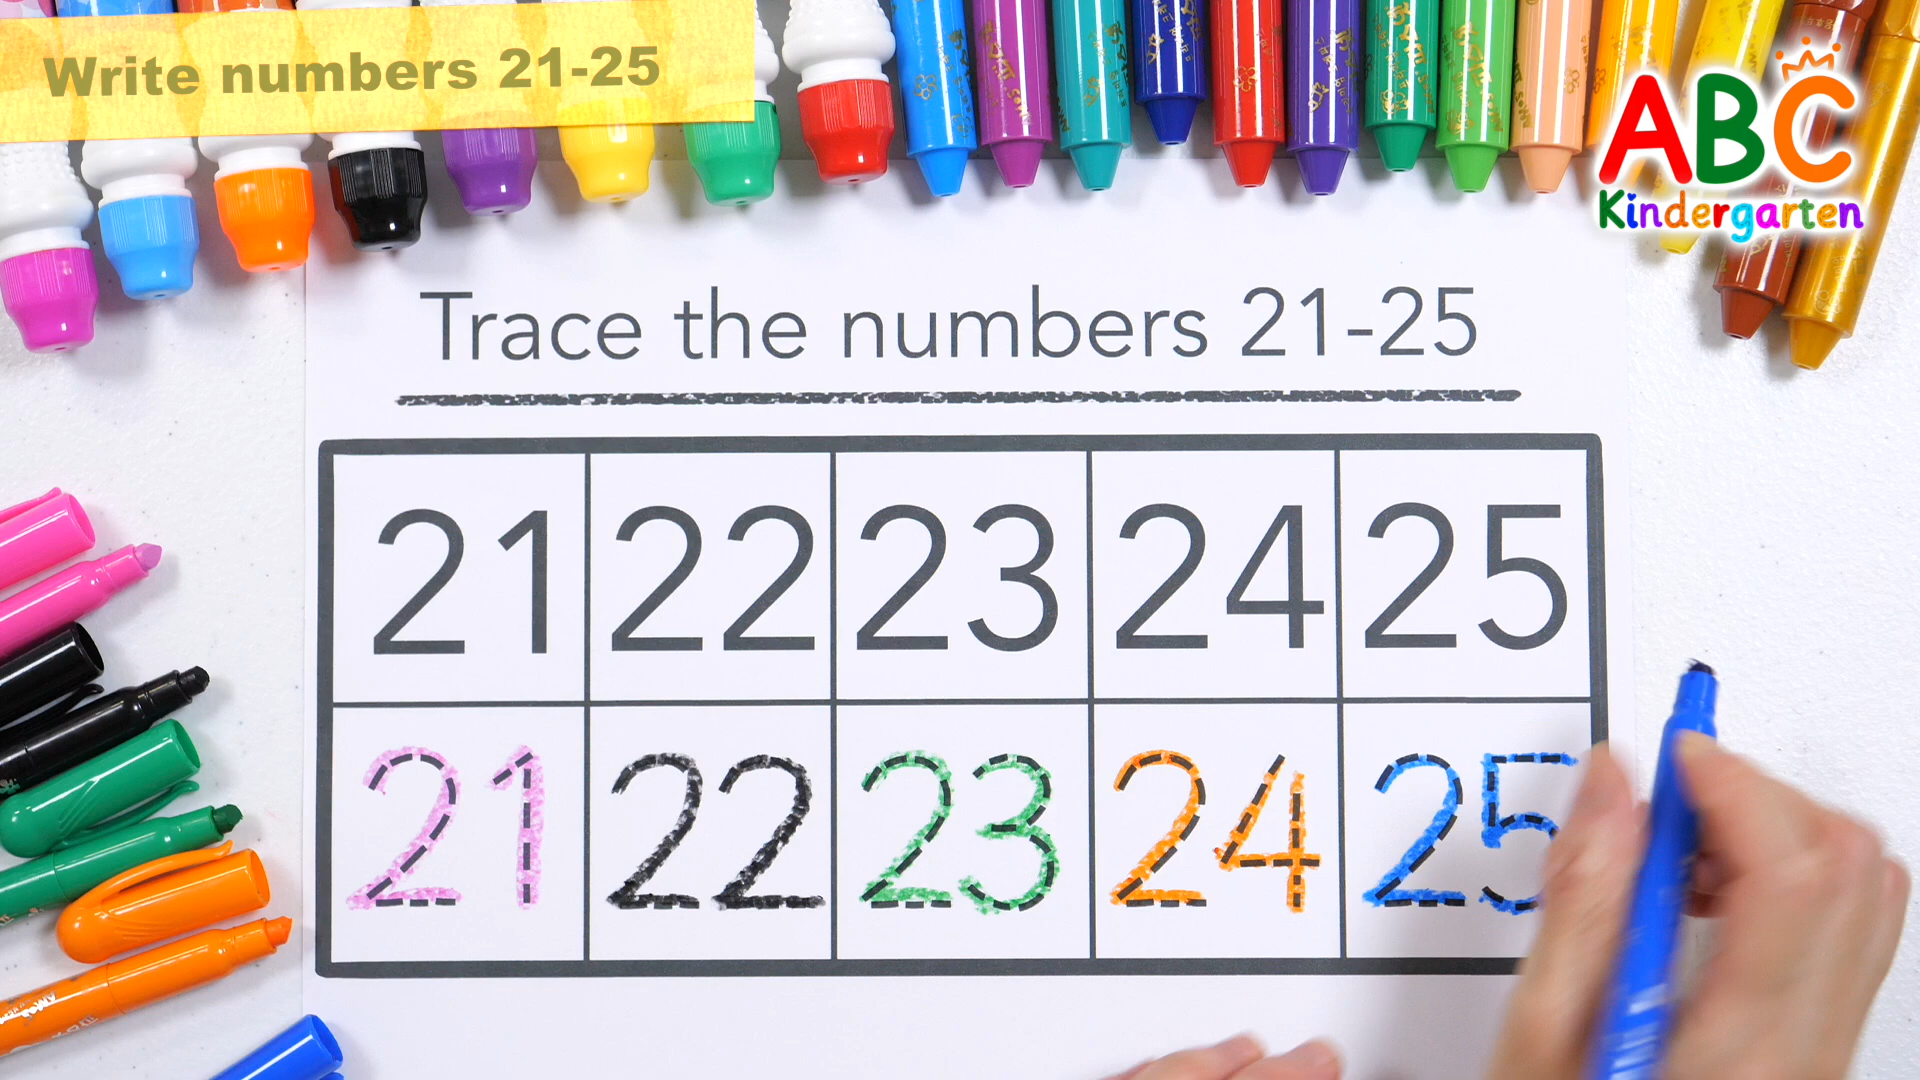 Write numbers 21-25
ABC
Kindergarten
Trace the numbers 21-25
21 22 23 24 25
21 22 23 24 25